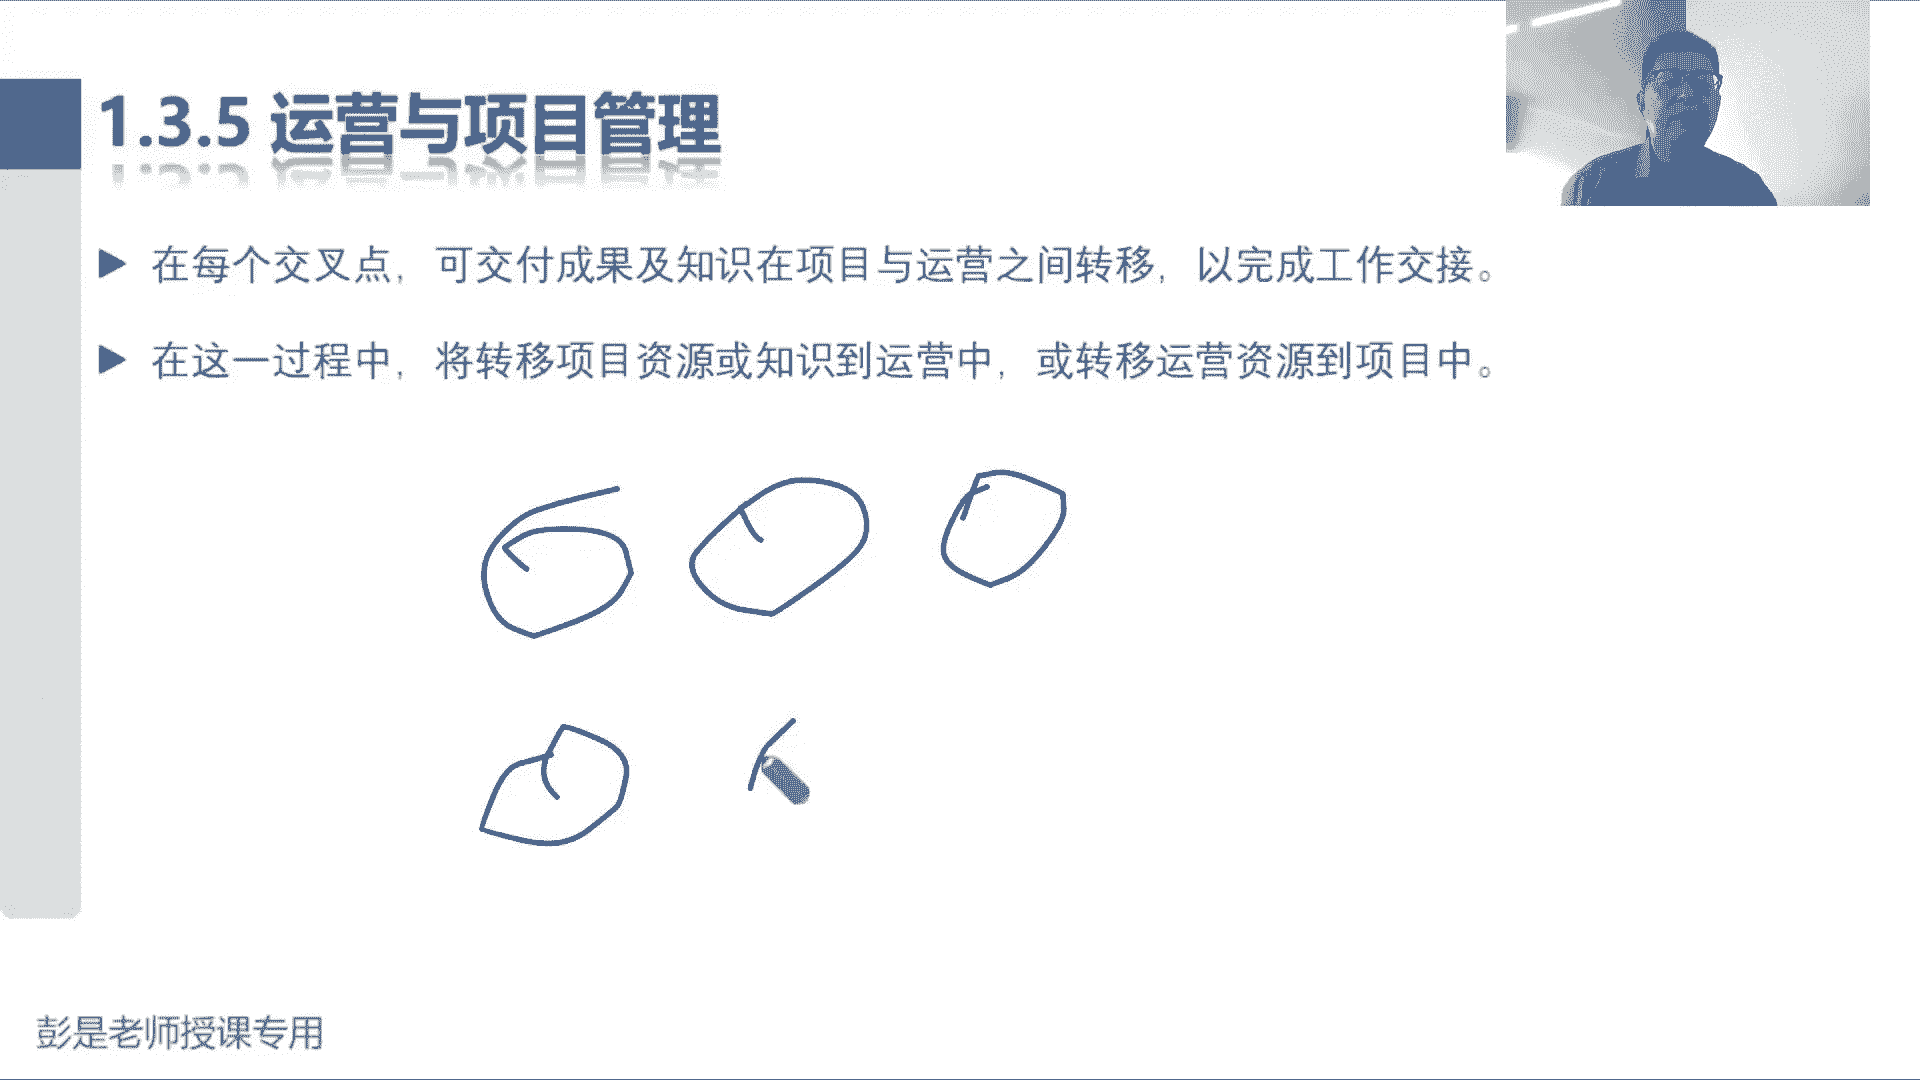 1.3.5 运营与项目管理
在每个交叉点，可交付成果及知识在项目与运营之间转移，以完成工作交接。
在这一过程中，将转移项目资源或知识到运营中，或转移运营资源到项目中。
彭是老师授课专用